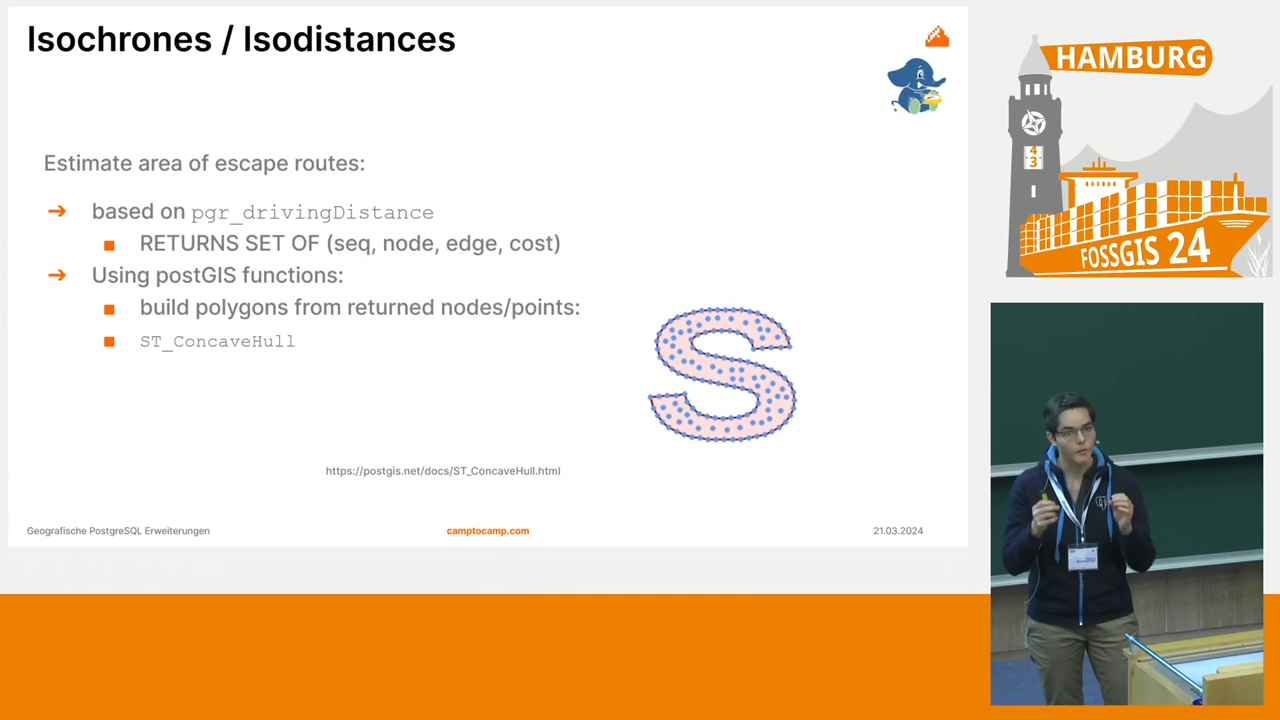 Isochrones / Isodistances
Estimate area of escape routes:
➔ based on pgr_drivingDistance
■ RETURNS SET OF (seq, node, edge, cost)
➔ Using postGIS functions:
■ build polygons from returned nodes/points:
■ ST_ConcaveHull
https://postgis.net/docs/ST_ConcaveHull.html
Geografische PostgreSQL Erweiterungen
camptocamp.com
21.03.2024
HAMBURG
4
3
FOSSGIS 24